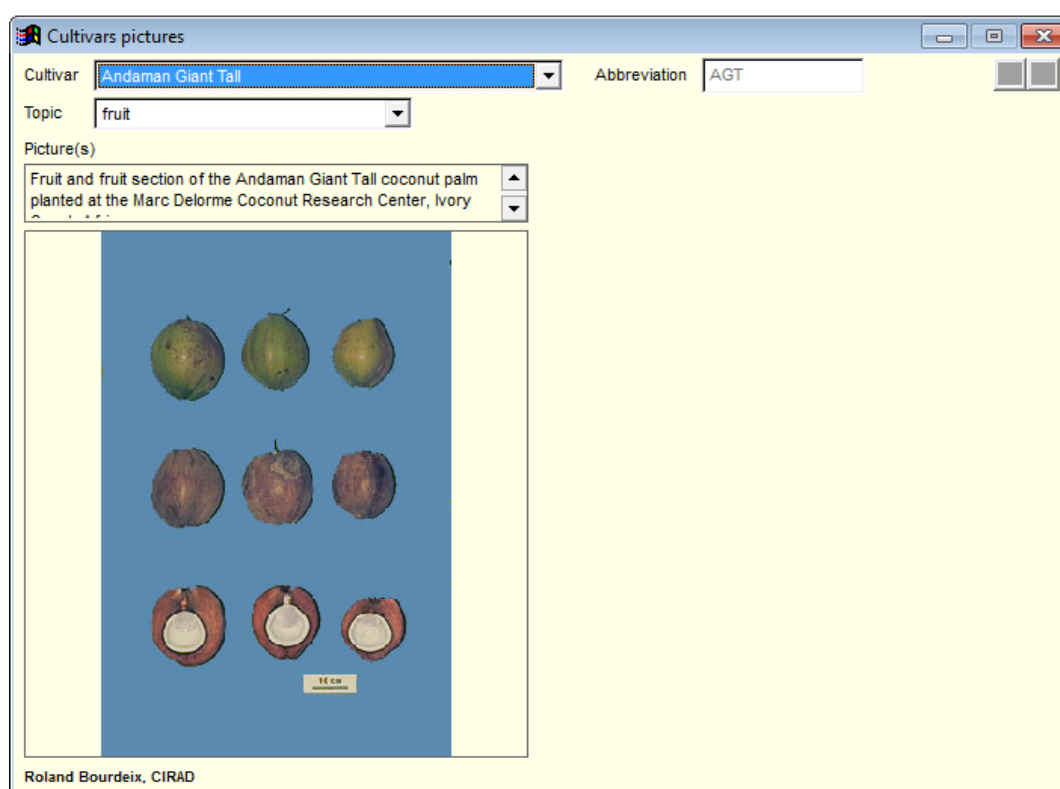 Cultivars pictures
Cultivar Andaman Giant Tall Abbreviation AGT
Topic fruit
Picture(s)
Fruit and fruit section of the Andaman Giant Tall coconut palm
planted at the Marc Delorme Coconut Research Center, Ivory
10 CM
Roland Bourdeix, CIRAD